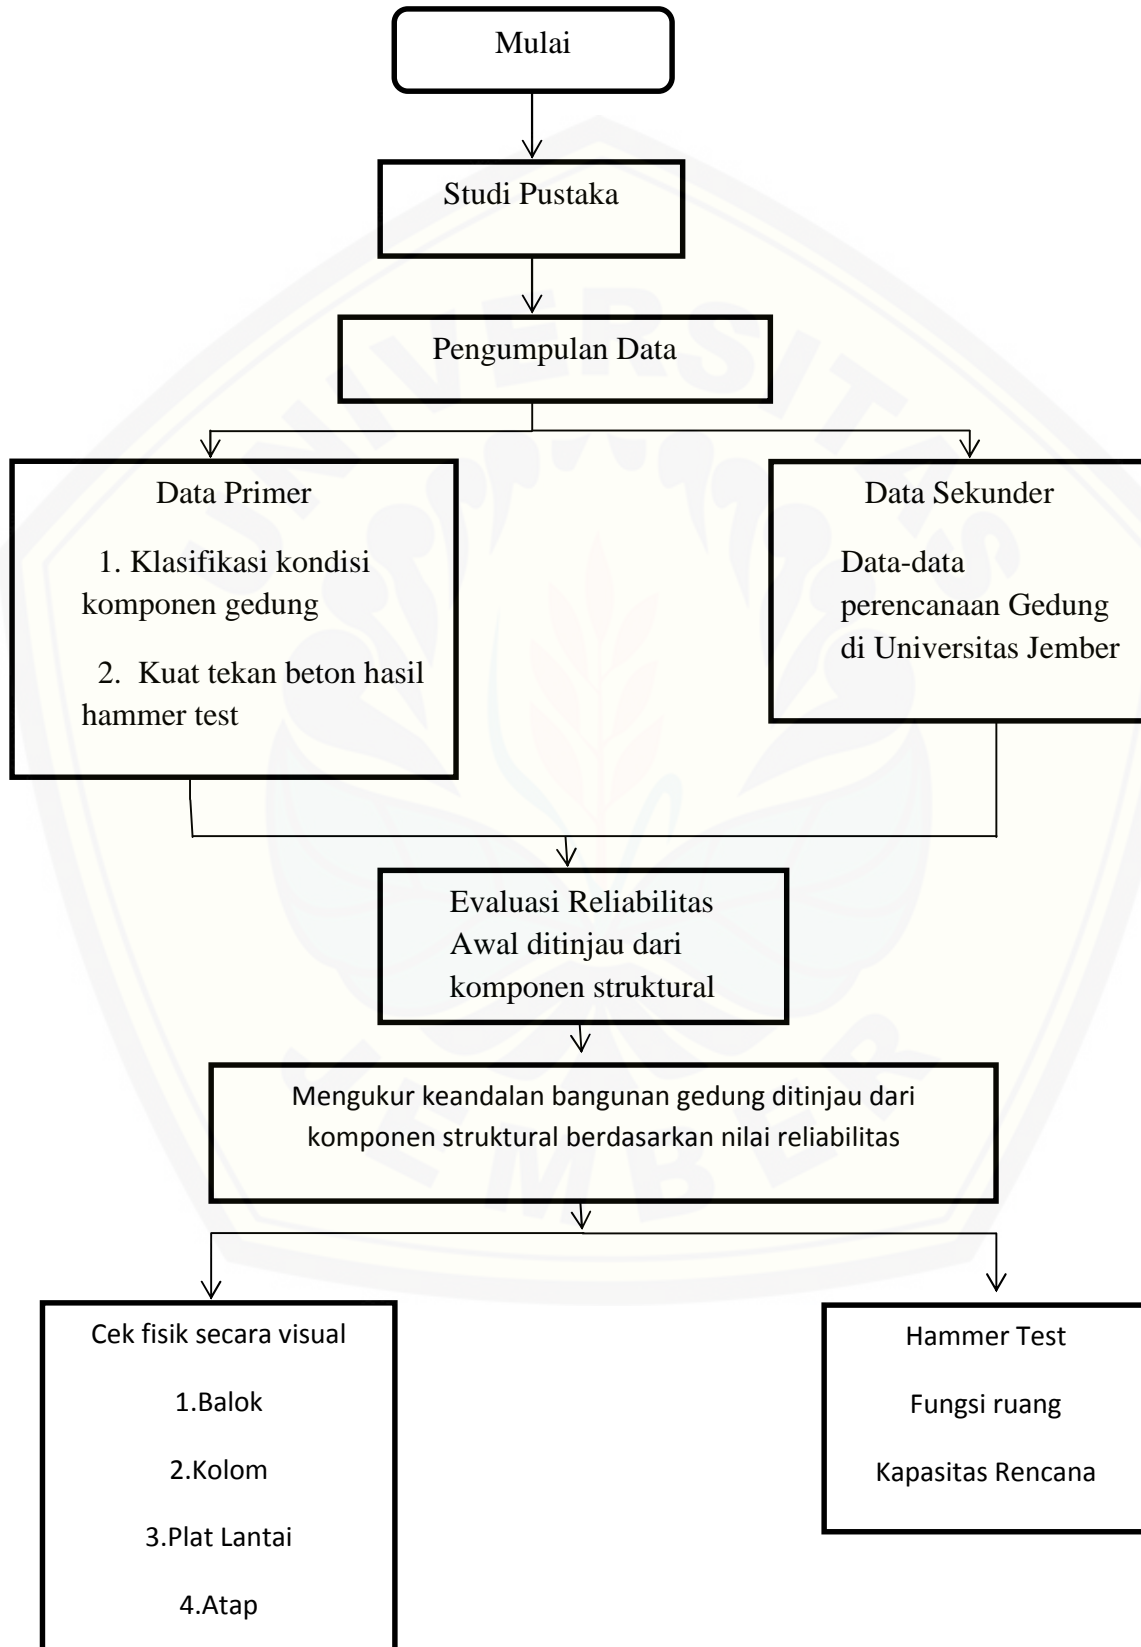 Mulai
Studi Pustaka
Pengumpulan Data
Data Primer
1. Klasifikasi kondisi
komponen gedung
2. Kuat tekan beton hasil
hammer test
Data Sekunder
Data-data
perencanaan Gedung
di Universitas Jember
Evaluasi Reliabilitas
Awal ditinjau dari
komponen struktural
Mengukur keandalan bangunan gedung ditinjau dari
komponen struktural berdasarkan nilai reliabilitas
Cek fisik secara visual
1.Balok
2.Kolom
3.Plat Lantai
4.Atap
Hammer Test
Fungsi ruang
Kapasitas Rencana
UNIVERSITAS
JEMBER